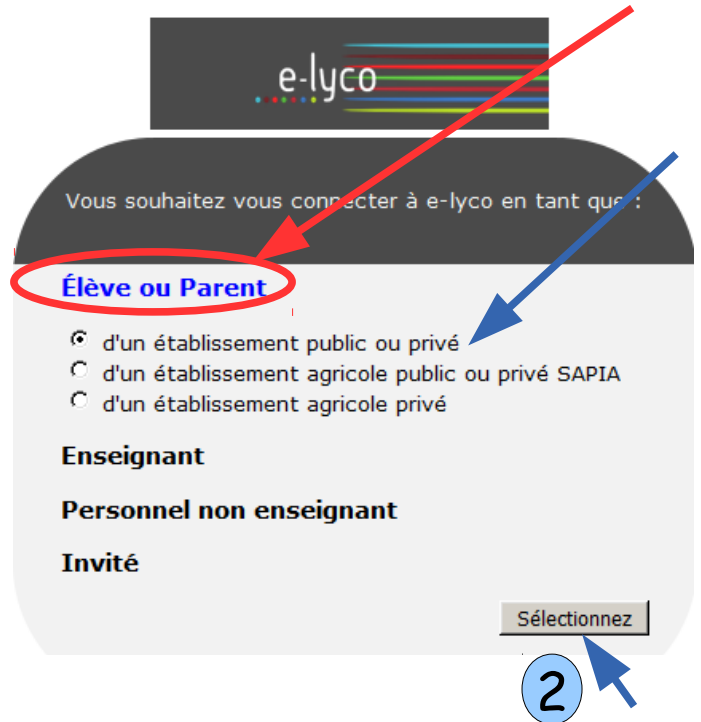 e-lyco
Vous souhaitez vous connecter à e-lyco en tant que :
Élève ou Parent
d'un établissement public ou privé
d'un établissement agricole public ou privé SAPIA
d'un établissement agricole privé
Enseignant
Personnel non enseignant
Invité
Sélectionnez
2